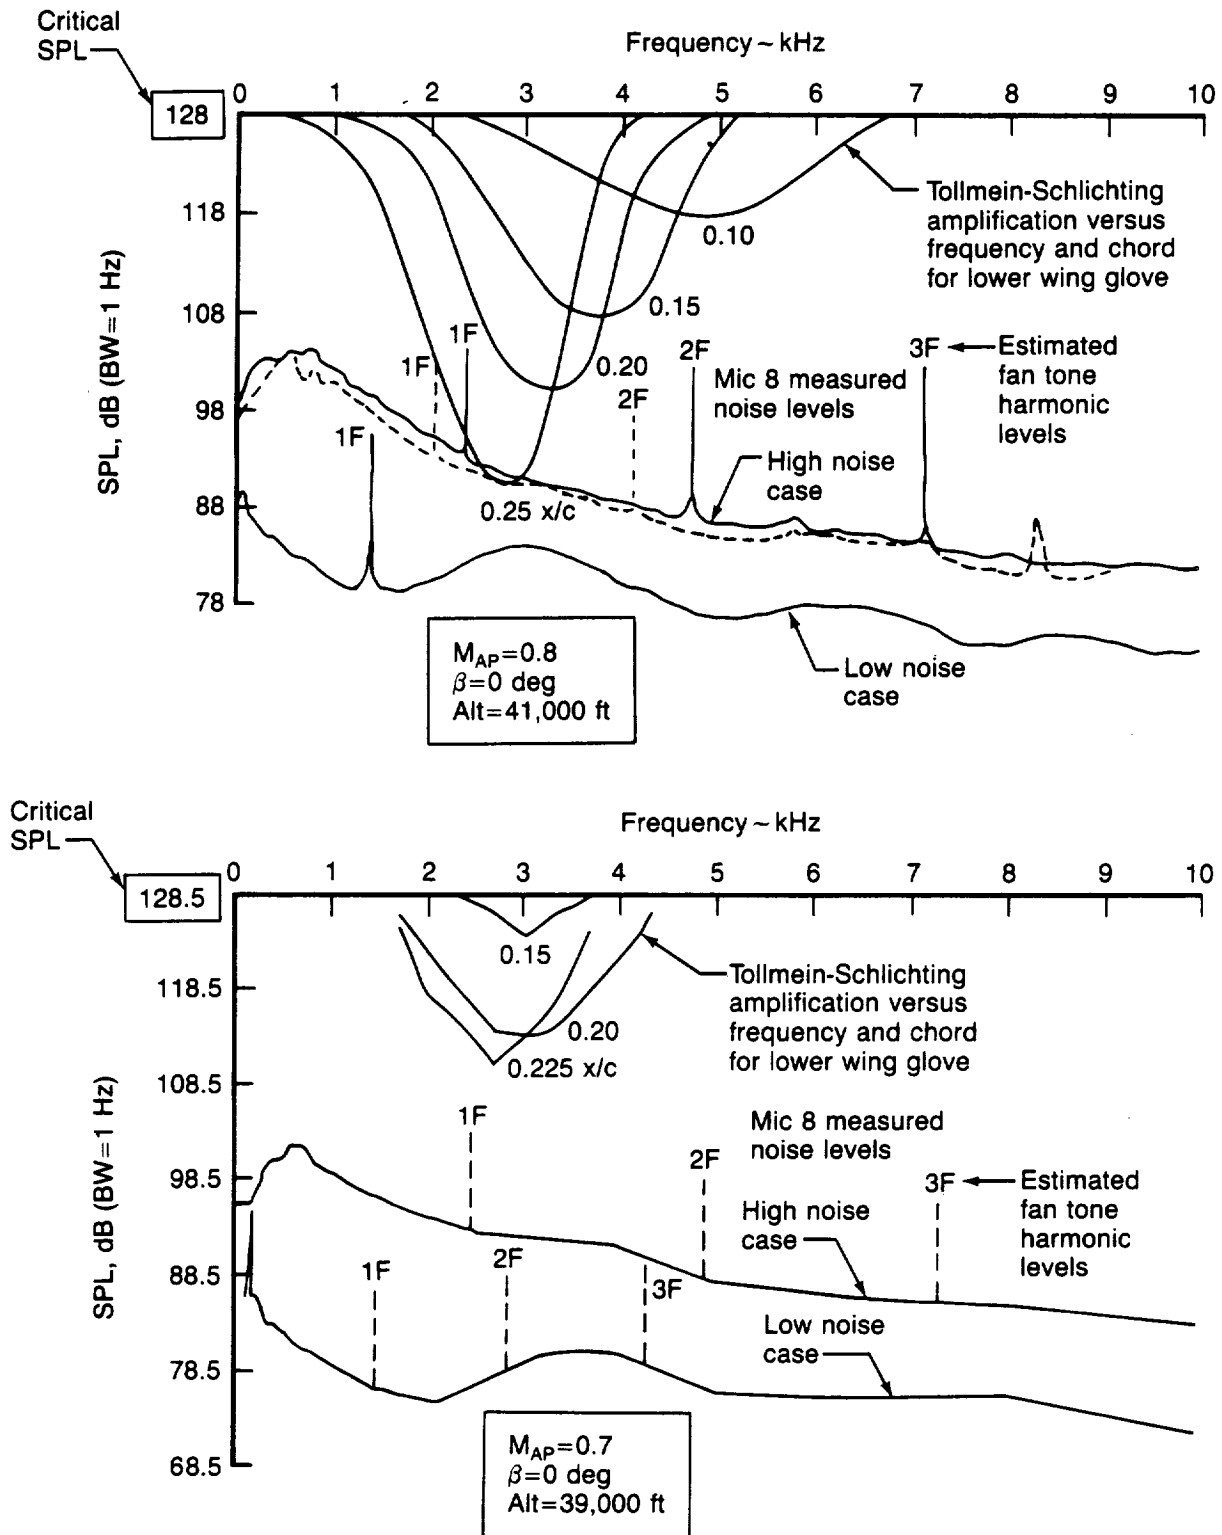 Critical
SPL
Frequency ~ kHz
128
0 1 2 3 4 5 6 7 8 9 10
118
108
98
88
78
SPL, dB (BW=1 Hz)
Tollmein-Schlichting
amplification versus
frequency and chord
for lower wing glove
0.10
0.15
0.20
0.25 x/c
1F
1F
1F
2F
2F
3F
Estimated
fan tone
harmonic
levels
Mic 8 measured
noise levels
High noise
case
Low noise
case
M_AP=0.8
β=0 deg
Alt=41,000 ft
Critical
SPL
Frequency ~ kHz
128.5
0 1 2 3 4 5 6 7 8 9 10
118.5
108.5
98.5
88.5
78.5
68.5
SPL, dB (BW=1 Hz)
0.15
0.20
0.225 x/c
Tollmein-Schlichting
amplification versus
frequency and chord
for lower wing glove
1F
2F
3F
Mic 8 measured
noise levels
Estimated
fan tone
harmonic
levels
High noise
case
1F
2F
3F
Low noise
case
M_AP=0.7
β=0 deg
Alt=39,000 ft